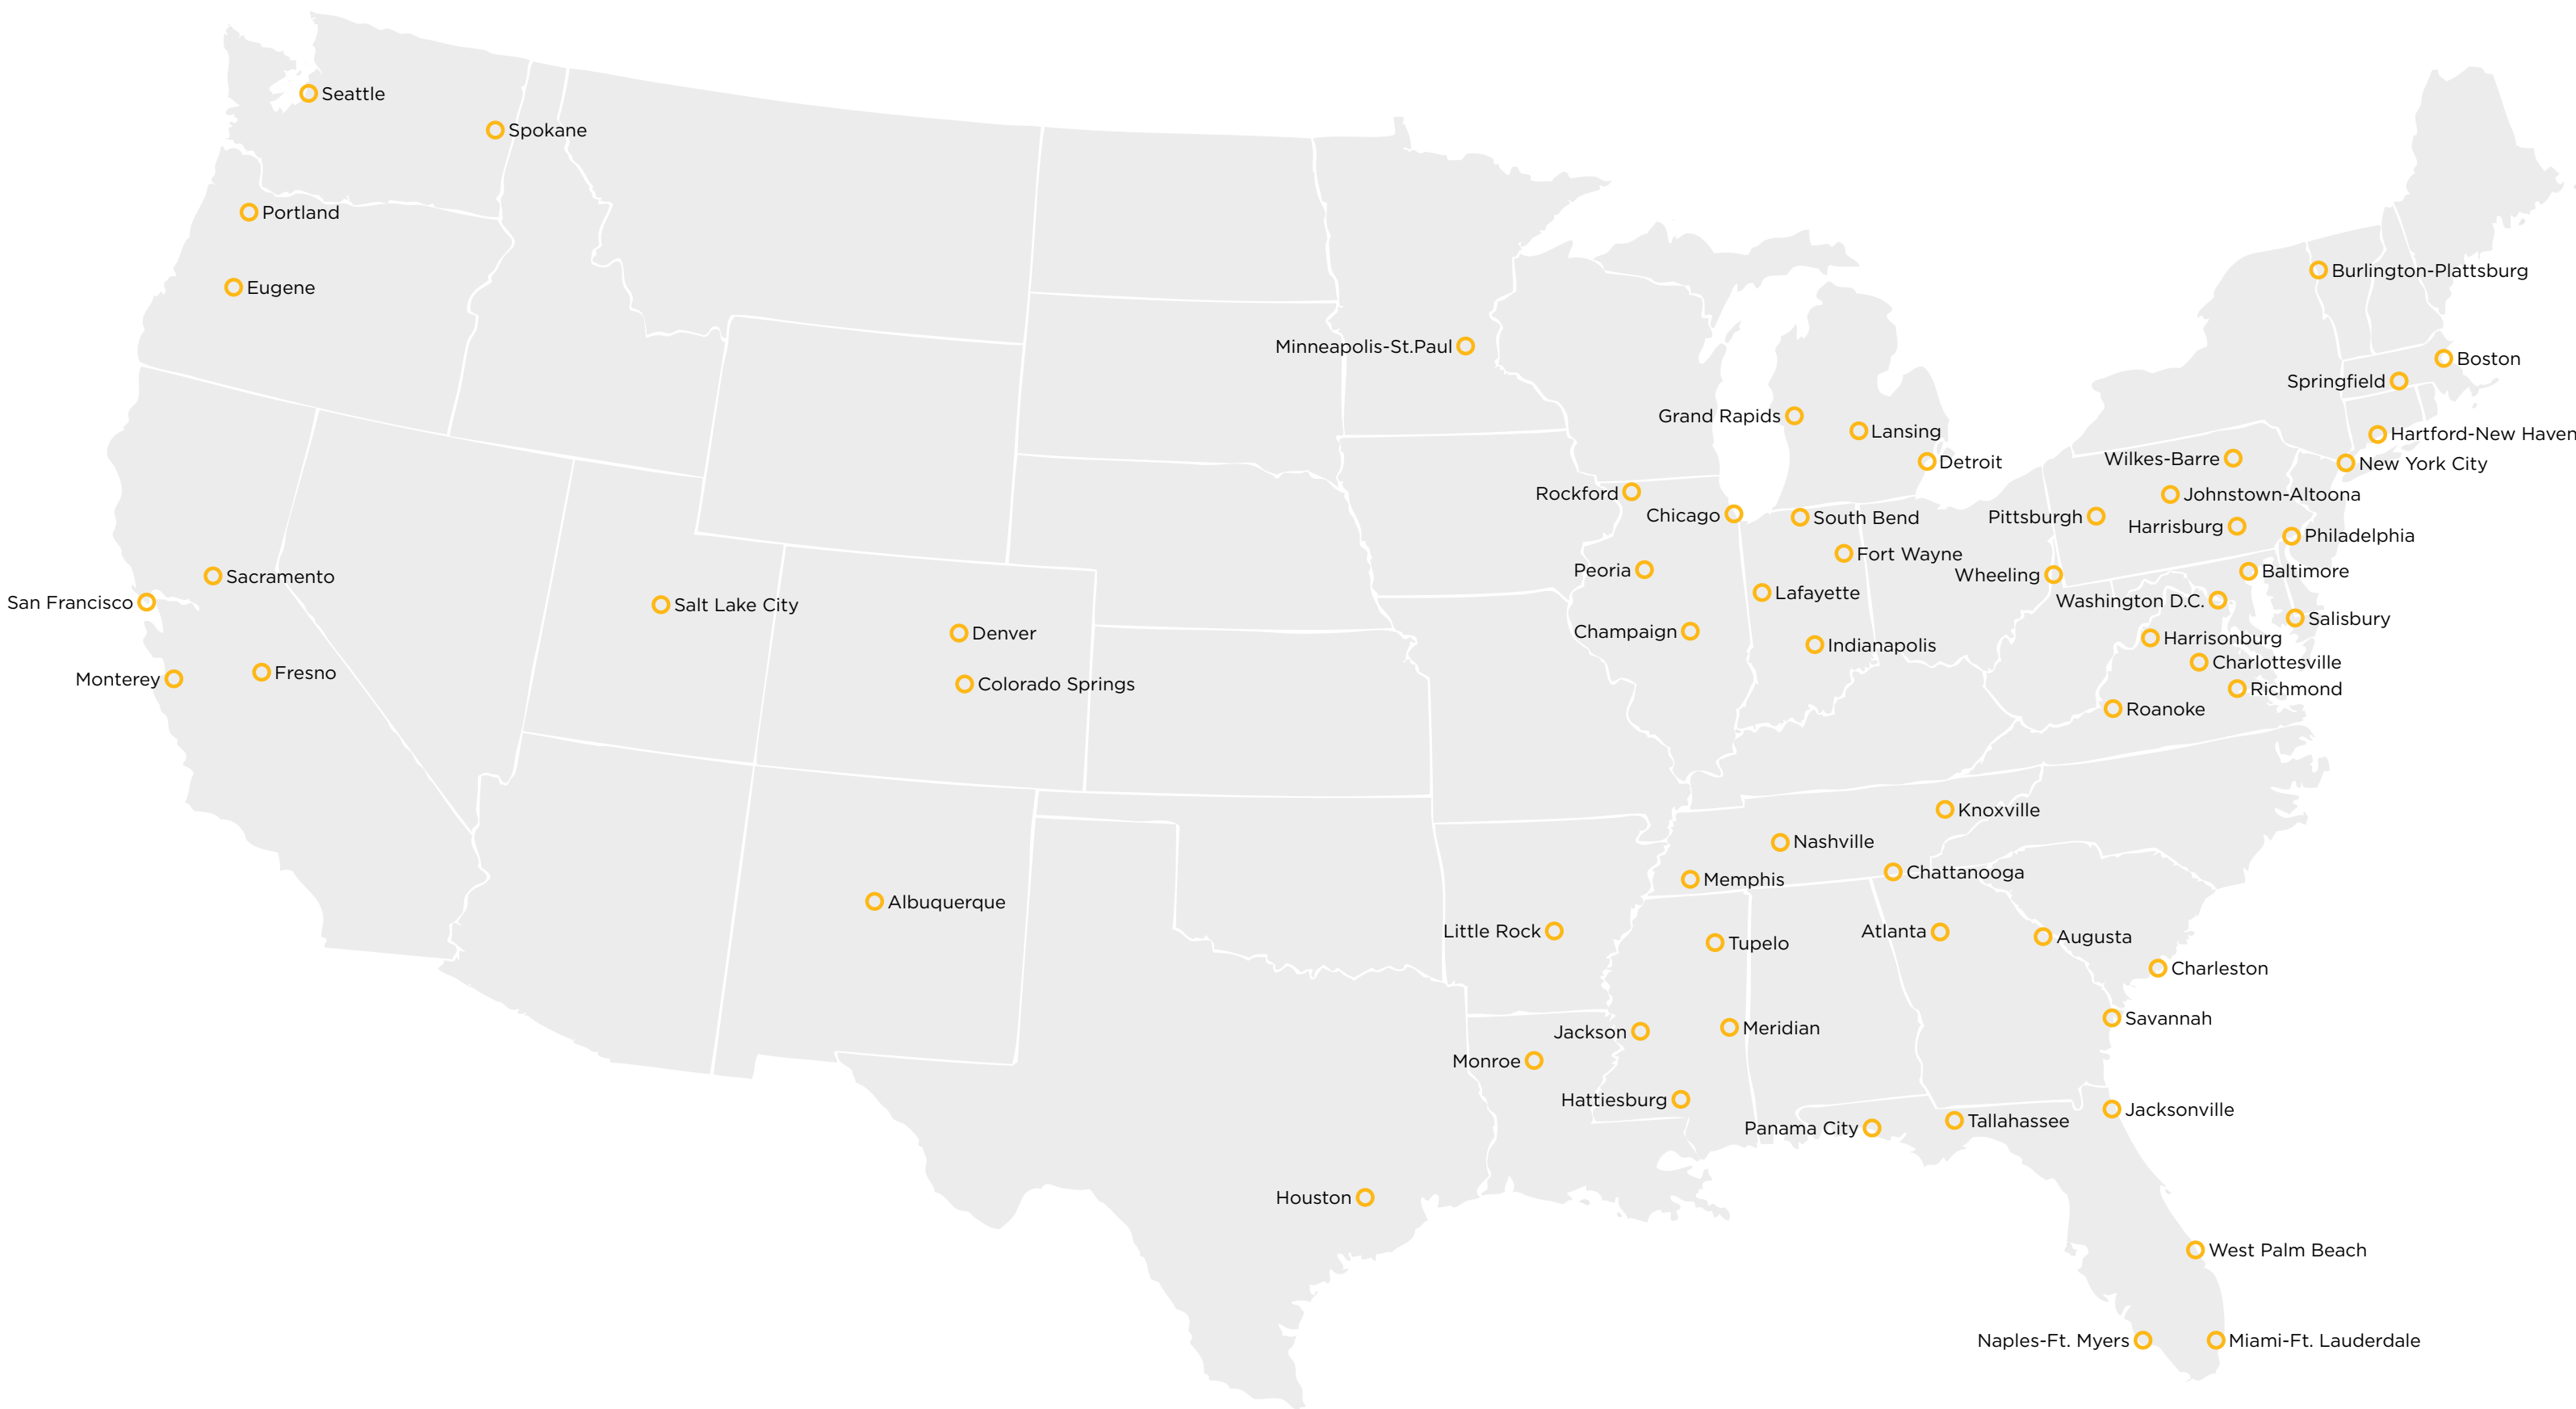 Seattle
Spokane
Portland
Burlington-Plattsburg
Eugene
Minneapolis-St.Paul
Boston
Springfield
Grand Rapids
Lansing
Hartford-New Haven
Wilkes-Barre
Detroit
New York City
Rockford
Johnstown-Altoona
Chicago
South Bend
Pittsburgh
Harrisburg
Philadelphia
Fort Wayne
Peoria
Wheeling
Baltimore
Sacramento
Lafayette
Washington D.C.
San Francisco
Salt Lake City
Salisbury
Denver
Champaign
Harrisonburg
Indianapolis
Charlottesville
Fresno
Monterey
Colorado Springs
Richmond
Roanoke
Knoxville
Nashville
Chattanooga
Memphis
Albuquerque
Little Rock
Atlanta
Augusta
Tupelo
Charleston
Savannah
Meridian
Jackson
Monroe
Hattiesburg
Jacksonville
Tallahassee
Panama City
Houston
West Palm Beach
Naples-Ft. Myers
Miami-Ft. Lauderdale